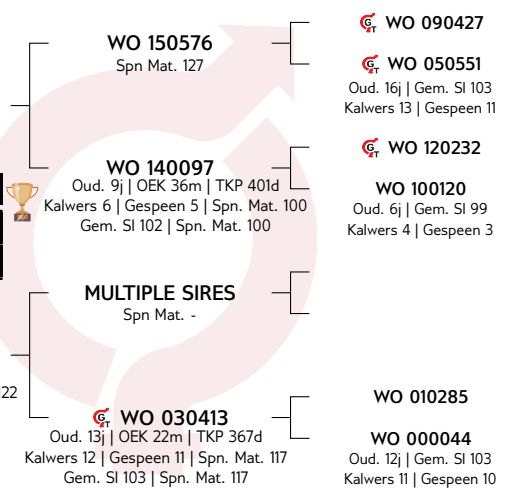 WO 150576
Spn Mat. 127
GT WO 090427
GT WO 050551
Oud. 16j | Gem. SI 103
Kalwers 13 | Gespeen 11
WO 140097
Oud. 9j | OEK 36m | TKP 401d
Kalwers 6 | Gespeen 5 | Spn. Mat. 100
Gem. SI 102 | Spn. Mat. 100
GT WO 120232
WO 100120
Oud. 6j | Gem. SI 99
Kalwers 4 | Gespeen 3
MULTIPLE SIRES
Spn Mat. -
GT WO 030413
Oud. 13j | OEK 22m | TKP 367d
Kalwers 12 | Gespeen 11 | Spn. Mat. 117
Gem. SI 103 | Spn. Mat. 117
WO 010285
WO 000044
Oud. 12j | Gem. SI 103
Kalwers 11 | Gespeen 10